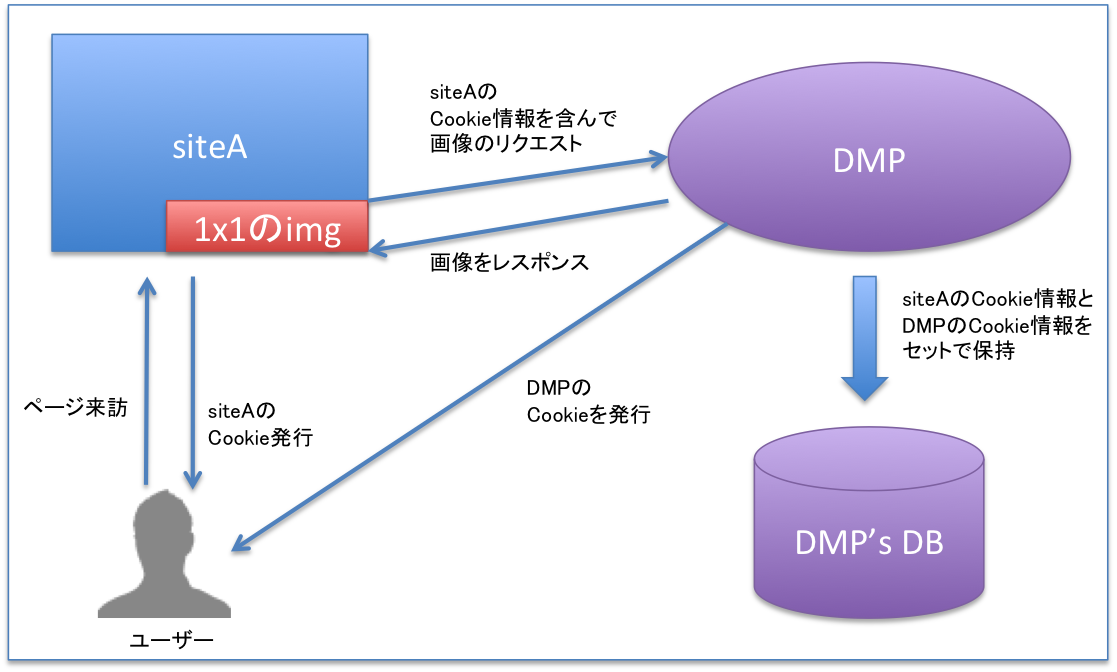 siteA
1x1のimg
siteAの
Cookie情報を含んで
画像のリクエスト
DMP
画像をレスポンス
siteAのCookie情報と
DMPのCookie情報を
セットで保持
ページ来訪
siteAの
Cookie発行
DMPの
Cookieを発行
DMP's DB
ユーザー